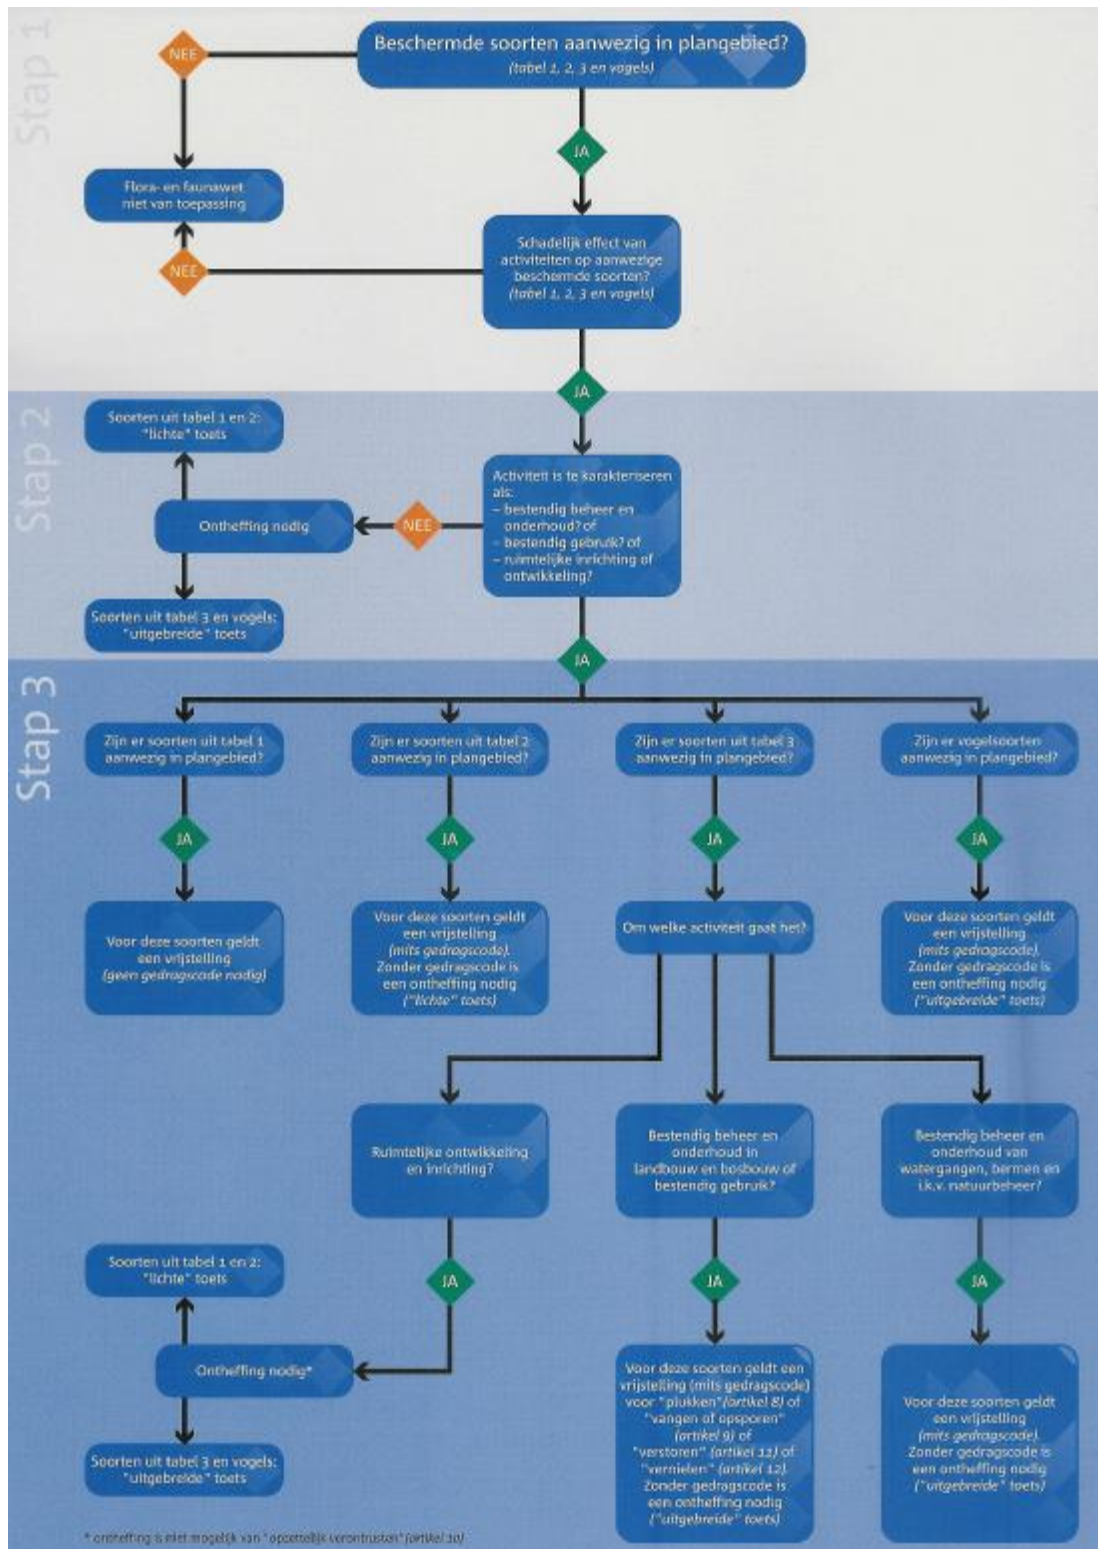 Stap 1
Beschermde soorten aanwezig in plangebied?
(tabel 1, 2, 3 en vogels)
NEE
JA
Flora- en faunawet
niet van toepassing
Schadelijk effect van
activiteiten op aanwezige
beschermde soorten?
(tabel 1, 2, 3 en vogels)
NEE
JA
Stap 2
Soorten uit tabel 1 en 2:
"lichte" toets
Activiteit is te karakteriseren
als:
– bestendig beheer en
onderhoud? of
– bestendig gebruik? of
– ruimtelijke inrichting of
ontwikkeling?
NEE
Ontheffing nodig
Soorten uit tabel 3 en vogels:
"uitgebreide" toets
JA
Stap 3
Zijn er soorten uit tabel 1
aanwezig in plangebied?
Zijn er soorten uit tabel 2
aanwezig in plangebied?
Zijn er soorten uit tabel 3
aanwezig in plangebied?
Zijn er vogelsoorten
aanwezig in plangebied?
JA
JA
JA
JA
Voor deze soorten geldt
een vrijstelling
(geen gedragscode nodig)
Voor deze soorten geldt
een vrijstelling
(mits gedragscode).
Zonder gedragscode is
een ontheffing nodig
("lichte" toets)
Om welke activiteit gaat het?
Voor deze soorten geldt
een vrijstelling
(mits gedragscode).
Zonder gedragscode is
een ontheffing nodig
("uitgebreide" toets)
Ruimtelijke ontwikkeling
en inrichting?
Bestendig beheer en
onderhoud in
landbouw en bosbouw of
bestendig gebruik?
Bestendig beheer en
onderhoud van
watergangen, bermen en
i.k.v. natuurbeheer?
JA
JA
JA
Soorten uit tabel 1 en 2:
"lichte" toets
Ontheffing nodig*
Soorten uit tabel 3 en vogels:
"uitgebreide" toets
Voor deze soorten geldt een
vrijstelling (mits gedragscode)
voor "plukken" (artikel 8) of
"vangen of opsporen"
(artikel 9) of
"verstoren" (artikel 11) of
"vernielen" (artikel 12).
Zonder gedragscode is
een ontheffing nodig
("uitgebreide" toets)
Voor deze soorten geldt
een vrijstelling
(mits gedragscode).
Zonder gedragscode is
een ontheffing nodig
("uitgebreide" toets)
* ontheffing is niet mogelijk van "opzettelijk verontrusten" (artikel 10)